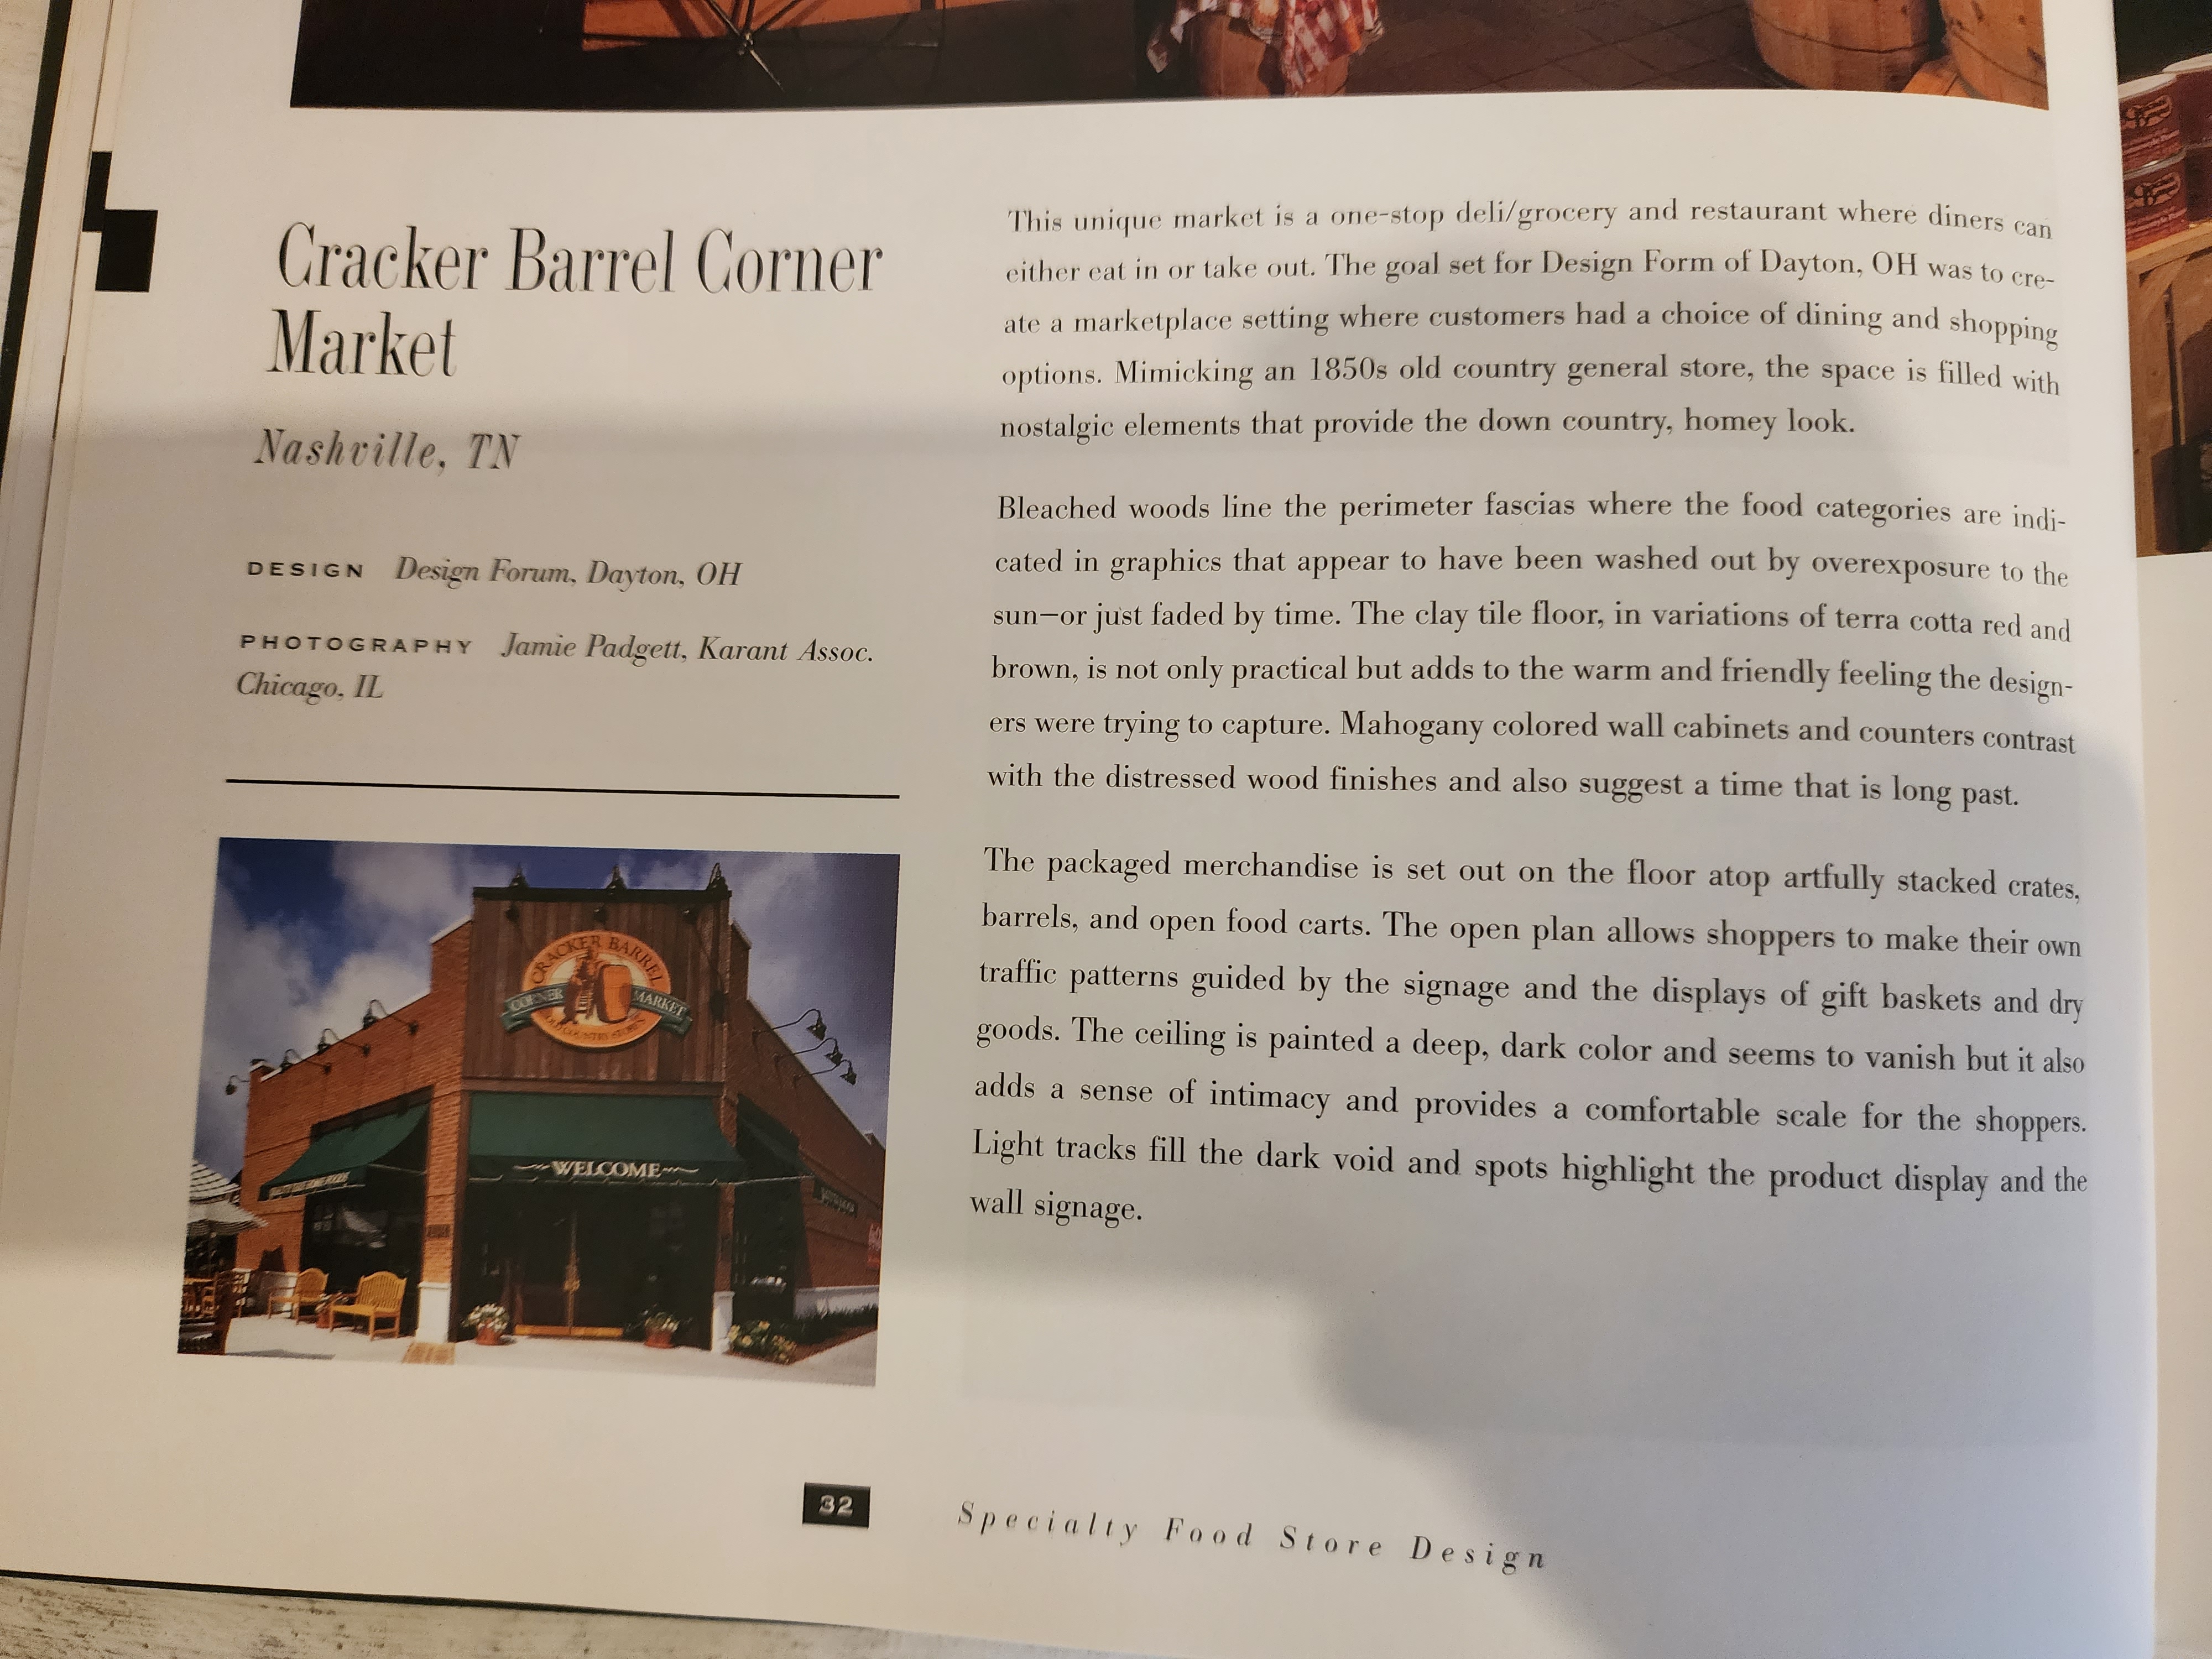 Cracker Barrel Corner
Market
Nashville, TN
DESIGN Design Forum, Dayton, OH
PHOTOGRAPHY Jamie Padgett, Karant Assoc.
Chicago, IL
CRACKER BARREL
CORNER MARKET
OLD COUNTRY STORE
WELCOME
This unique market is a one-stop deli/grocery and restaurant where diners can
either eat in or take out. The goal set for Design Form of Dayton, OH was to cre-
ate a marketplace setting where customers had a choice of dining and shopping
options. Mimicking an 1850s old country general store, the space is filled with
nostalgic elements that provide the down country, homey look.
Bleached woods line the perimeter fascias where the food categories are indi-
cated in graphics that appear to have been washed out by overexposure to the
sun—or just faded by time. The clay tile floor, in variations of terra cotta red and
brown, is not only practical but adds to the warm and friendly feeling the design-
ers were trying to capture. Mahogany colored wall cabinets and counters contrast
with the distressed wood finishes and also suggest a time that is long past.
The packaged merchandise is set out on the floor atop artfully stacked crates,
barrels, and open food carts. The open plan allows shoppers to make their own
traffic patterns guided by the signage and the displays of gift baskets and dry
goods. The ceiling is painted a deep, dark color and seems to vanish but it also
adds a sense of intimacy and provides a comfortable scale for the shoppers.
Light tracks fill the dark void and spots highlight the product display and the
wall signage.
32
Specialty Food Store Design